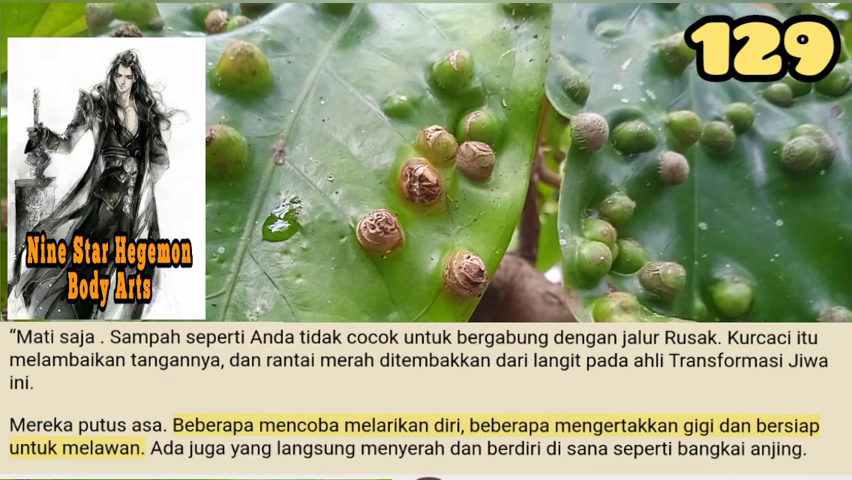 129
Nine Star Hegemon
Body Arts
“Mati saja . Sampah seperti Anda tidak cocok untuk bergabung dengan jalur Rusak. Kurcaci itu
melambaikan tangannya, dan rantai merah ditembakkan dari langit pada ahli Transformasi Jiwa
ini.
Mereka putus asa. Beberapa mencoba melarikan diri, beberapa mengertakkan gigi dan bersiap
untuk melawan. Ada juga yang langsung menyerah dan berdiri di sana seperti bangkai anjing.